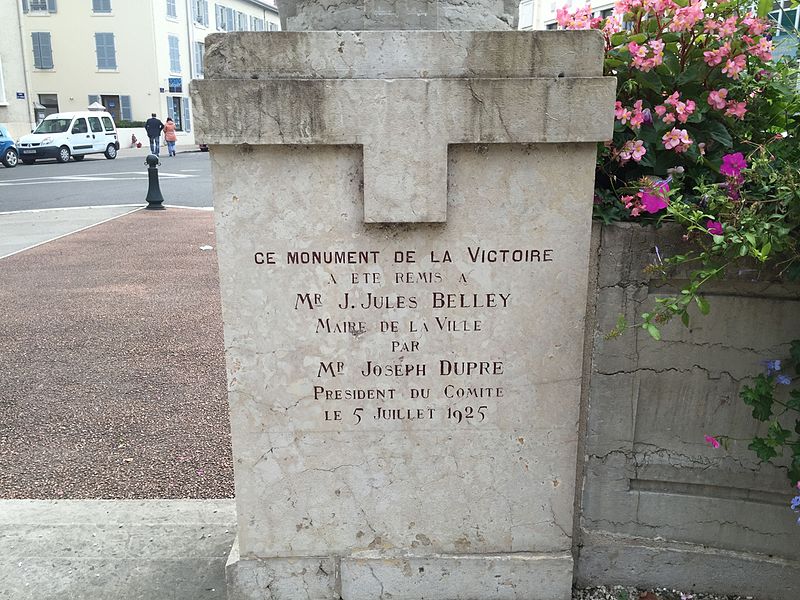 CE MONUMENT DE LA VICTOIRE
A ETE REMIS A
MR J. JULES BELLEY
MAIRE DE LA VILLE
PAR
MR JOSEPH DUPRE
PRESIDENT DU COMITE
LE 5 JUILLET 1925